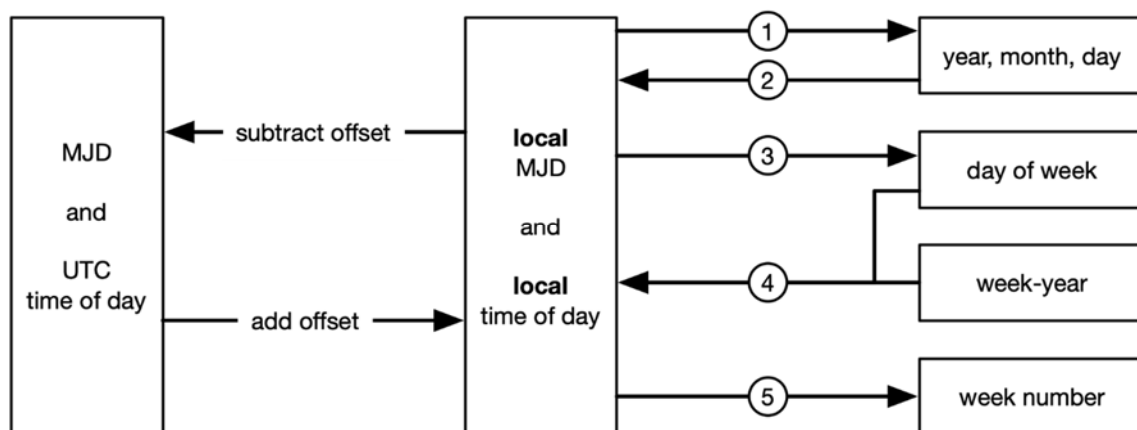 MJD
and
UTC
time of day
subtract offset
add offset
local
MJD
and
local
time of day
1
year, month, day
2
3
day of week
4
week-year
5
week number